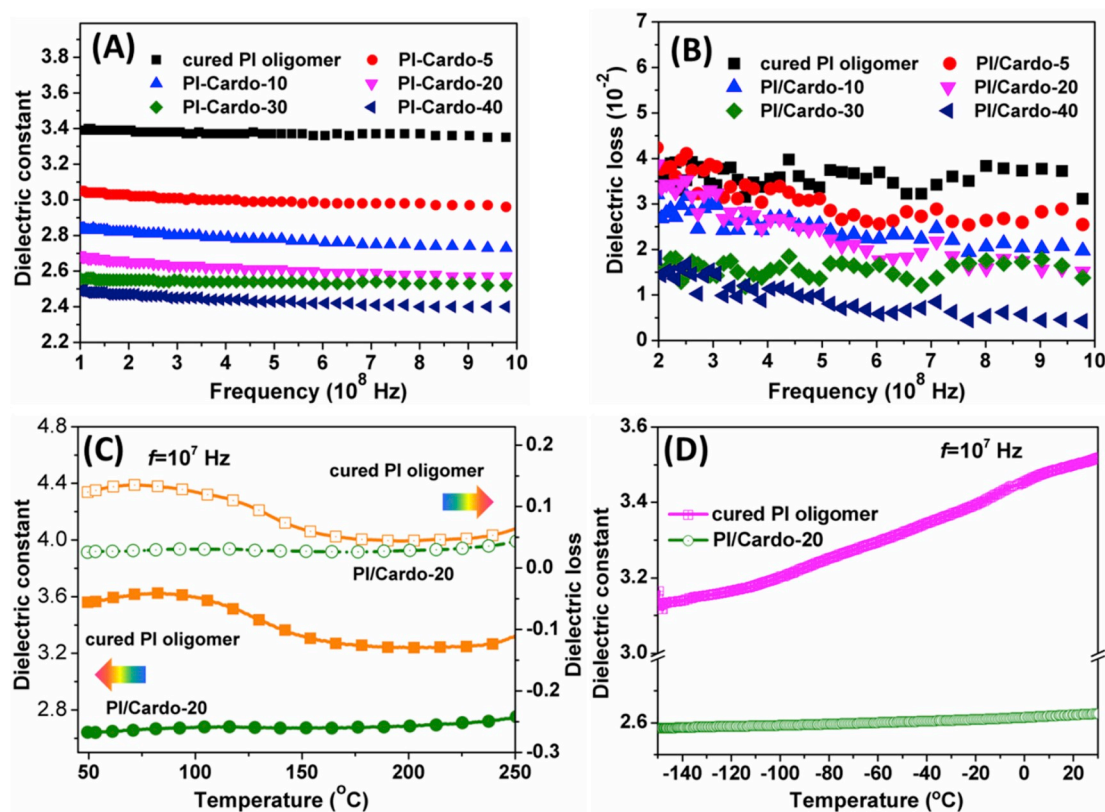 (A)
cured PI oligomer
PI-Cardo-5
PI-Cardo-10
PI-Cardo-20
PI-Cardo-30
PI-Cardo-40
Dielectric constant
3.8
3.6
3.4
3.2
3.0
2.8
2.6
2.4
2.2
1 2 3 4 5 6 7 8 9 10
Frequency (10⁸ Hz)
(B)
cured PI oligomer
PI/Cardo-5
PI/Cardo-10
PI/Cardo-20
PI/Cardo-30
PI/Cardo-40
Dielectric loss (10⁻²)
7
6
5
4
3
2
1
0
2 3 4 5 6 7 8 9 10
Frequency (10⁸ Hz)
(C)
f=10⁷ Hz
cured PI oligomer
PI/Cardo-20
cured PI oligomer
PI/Cardo-20
Dielectric constant
4.8
4.4
4.0
3.6
3.2
2.8
Dielectric loss
0.2
0.1
0.0
-0.1
-0.2
-0.3
50 100 150 200 250
Temperature (°C)
(D)
f=10⁷ Hz
cured PI oligomer
PI/Cardo-20
Dielectric constant
3.6
3.4
3.2
3.0
2.6
-140 -120 -100 -80 -60 -40 -20 0 20
Temperature (°C)